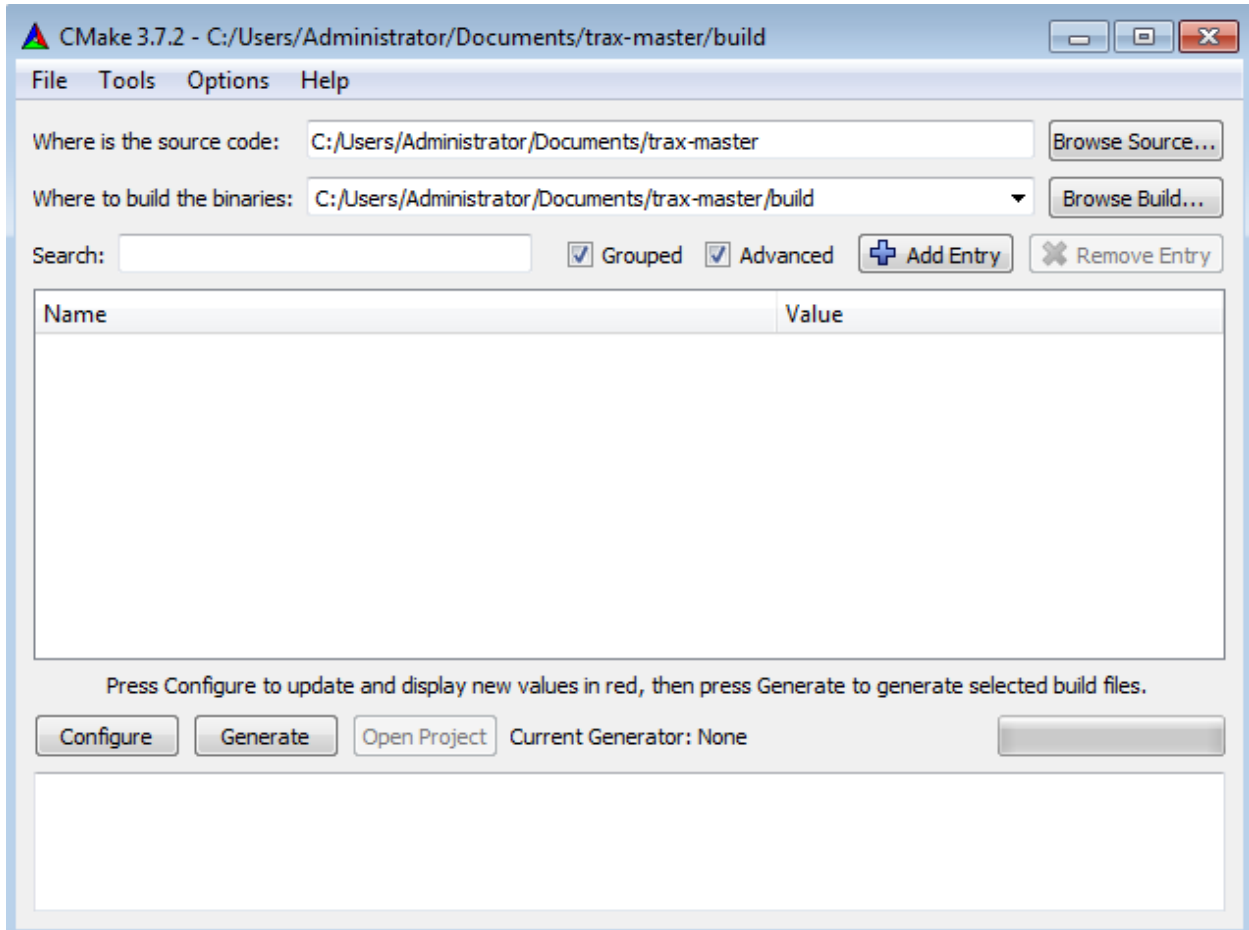 CMake 3.7.2 - C:/Users/Administrator/Documents/trax-master/build
File Tools Options Help
Where is the source code: C:/Users/Administrator/Documents/trax-master Browse Source...
Where to build the binaries: C:/Users/Administrator/Documents/trax-master/build Browse Build...
Search: Grouped Advanced Add Entry Remove Entry
Name Value
Press Configure to update and display new values in red, then press Generate to generate selected build files.
Configure Generate Open Project Current Generator: None